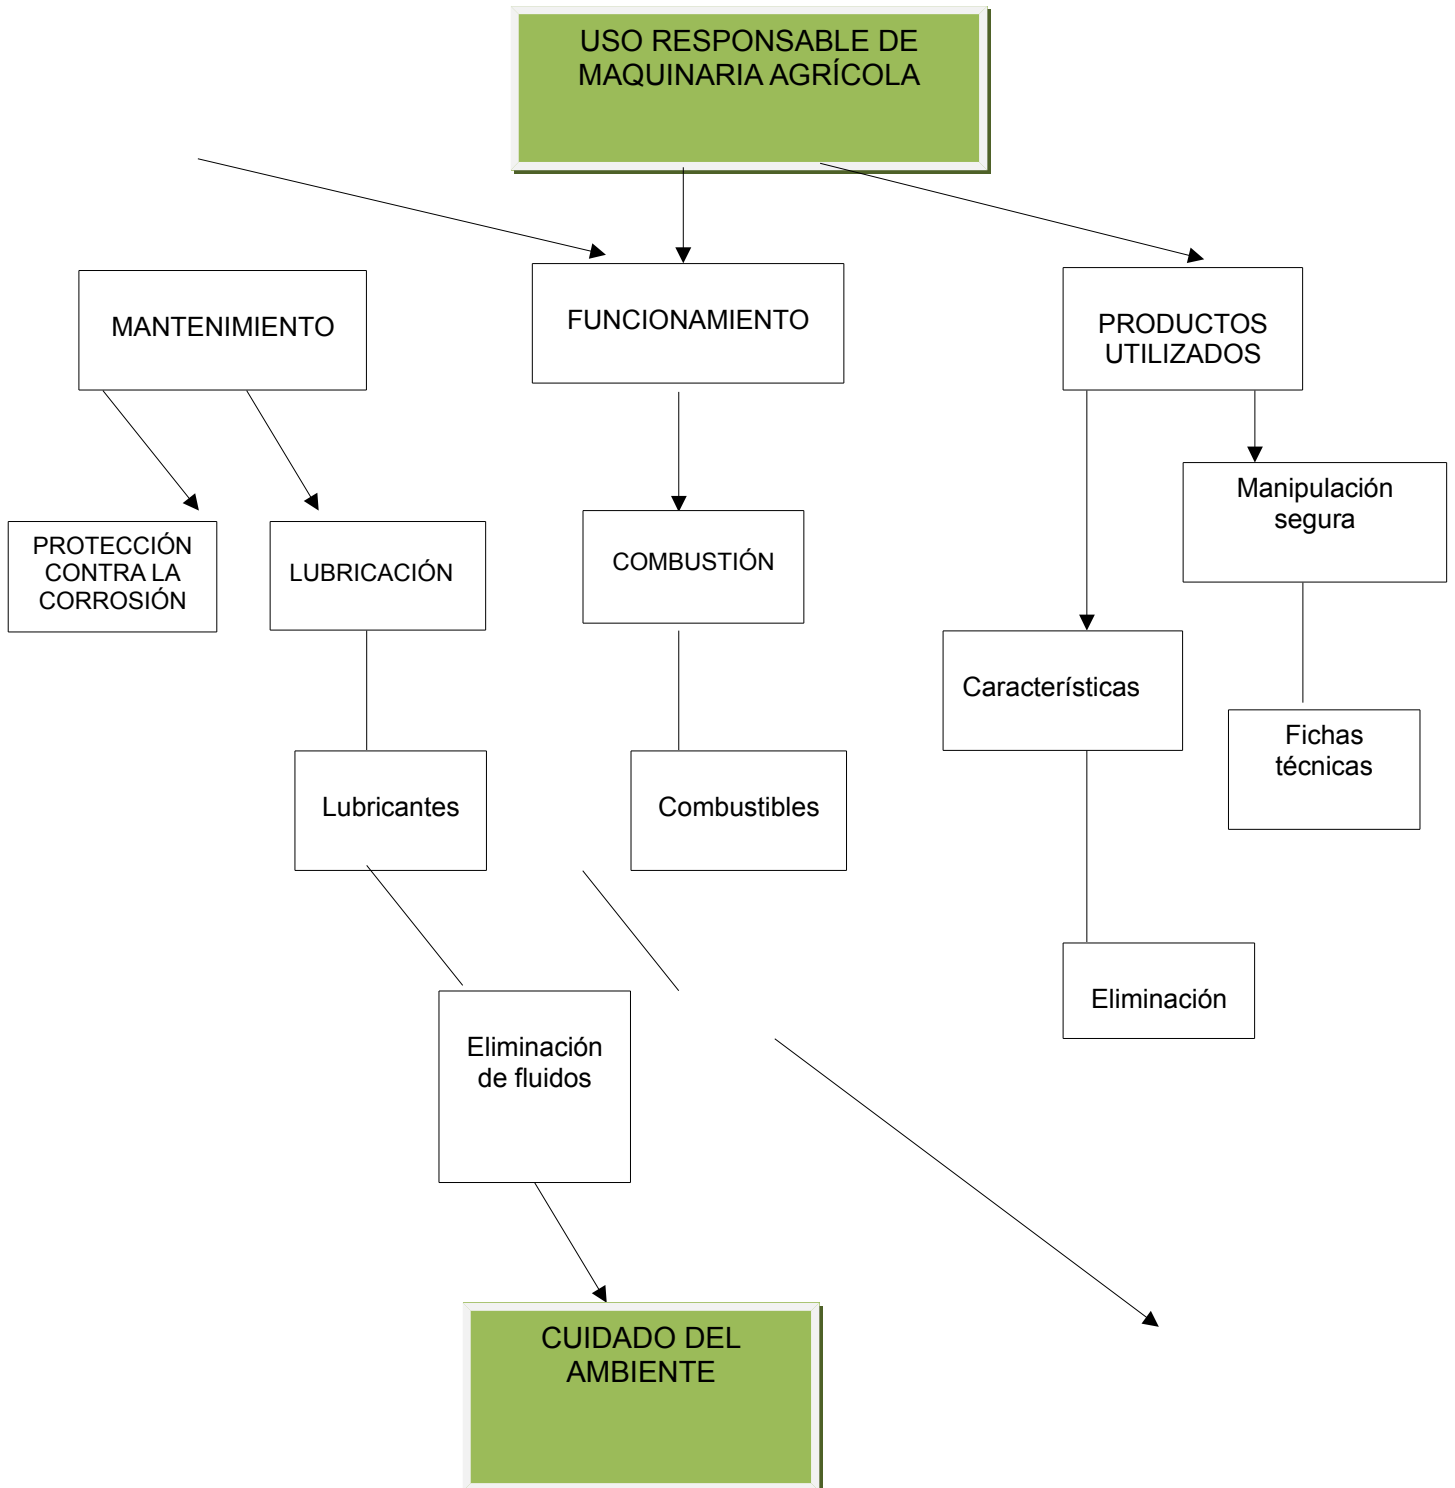 USO RESPONSABLE DE
MAQUINARIA AGRÍCOLA
MANTENIMIENTO
FUNCIONAMIENTO
PRODUCTOS
UTILIZADOS
PROTECCIÓN
CONTRA LA
CORROSIÓN
LUBRICACIÓN
COMBUSTIÓN
Manipulación
segura
Características
Fichas
técnicas
Lubricantes
Combustibles
Eliminación
de fluidos
Eliminación
CUIDADO DEL
AMBIENTE